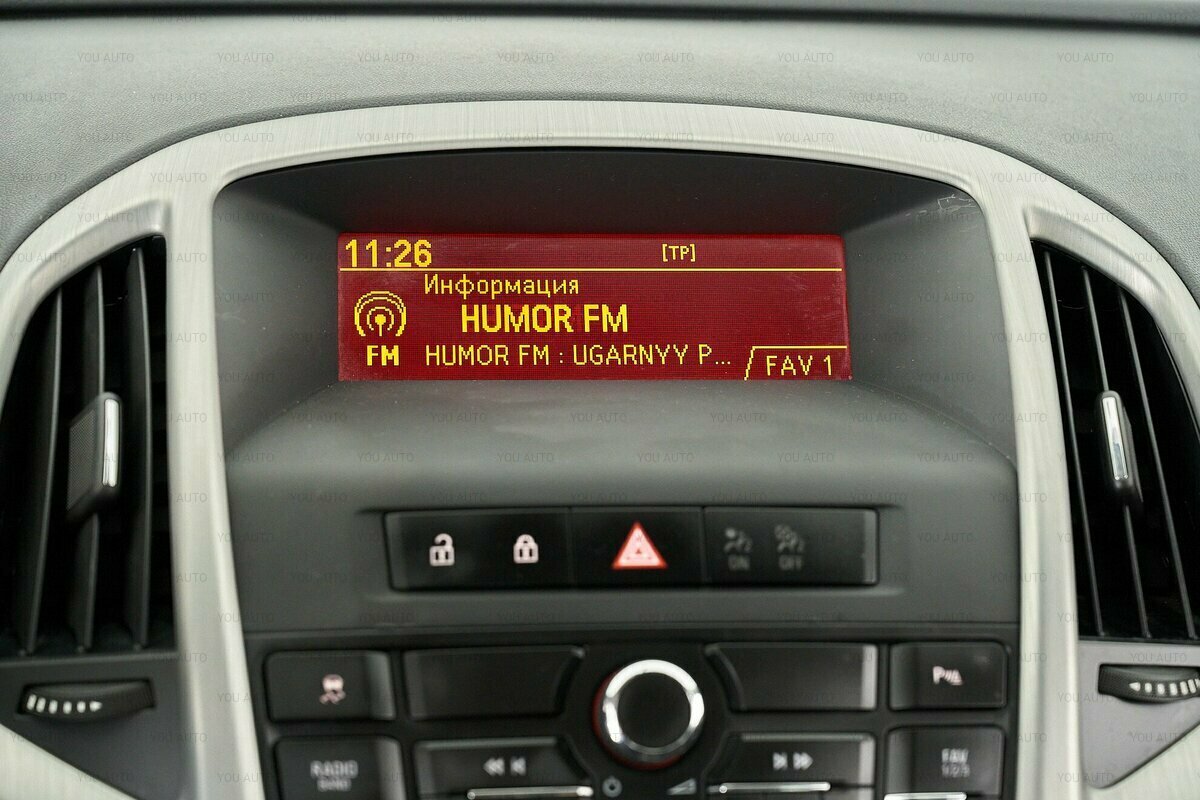 11:26 [TP]
Информация
HUMOR FM
FM HUMOR FM : UGARNYY P... FAV 1
ON OFF
P
RADIO
BAND
FAV
1/2/3
YOU AUTO